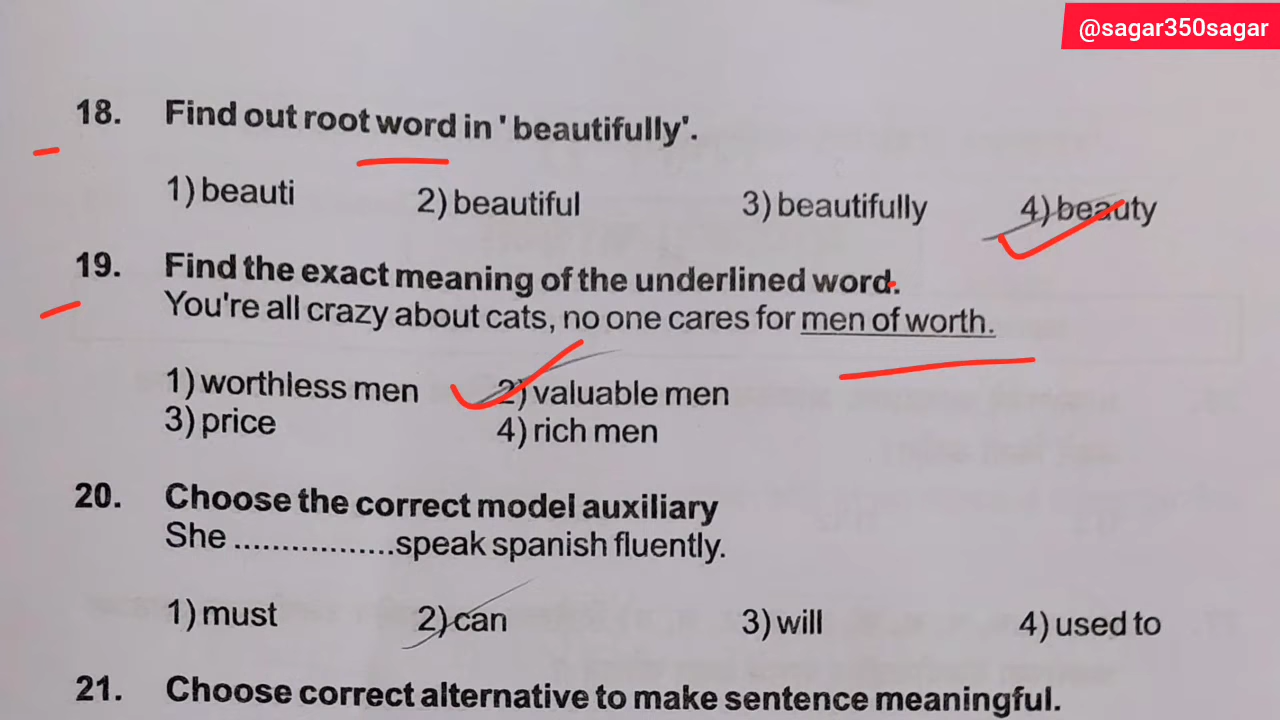 @sagar350sagar
18. Find out root word in ' beautifully'.
1) beauti 2) beautiful 3) beautifully 4) beauty
19. Find the exact meaning of the underlined word.
You're all crazy about cats, no one cares for men of worth.
1) worthless men 2) valuable men
3) price 4) rich men
20. Choose the correct model auxiliary
She .................speak spanish fluently.
1) must 2) can 3) will 4) used to
21. Choose correct alternative to make sentence meaningful.